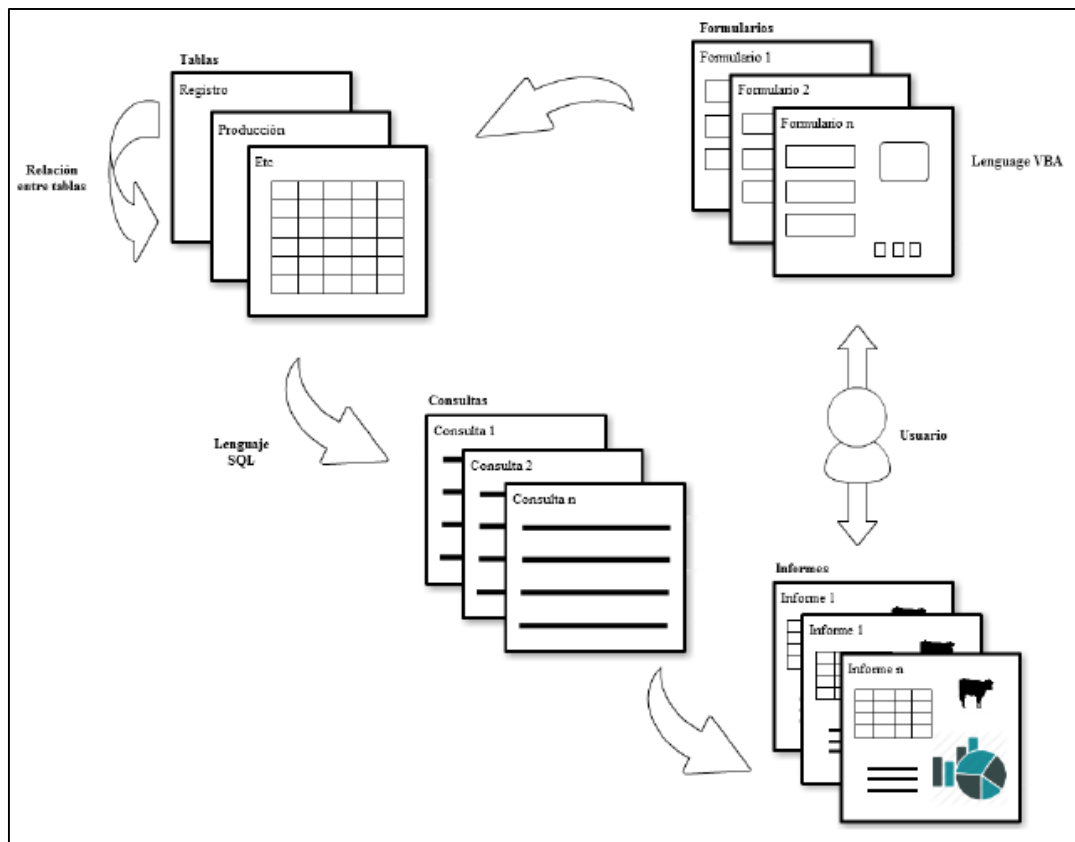 Tablas
Registro
Producción
Etc
Relación
entre tablas
Formularios
Formulario 1
Formulario 2
Formulario n
Lenguage VBA
Lenguaje
SQL
Consultas
Consulta 1
Consulta 2
Consulta n
Usuario
Informes
Informe 1
Informe 1
Informe n